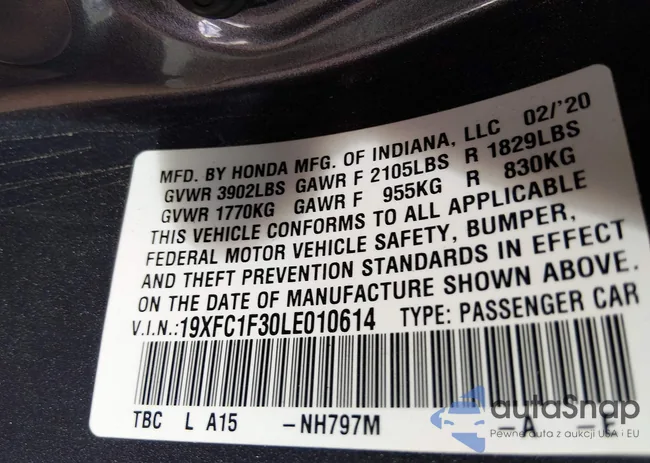 MFD. BY HONDA MFG. OF INDIANA, LLC 02/'20
GVWR 3902LBS GAWR F 2105LBS R 1829LBS
GVWR 1770KG GAWR F 955KG R 830KG
THIS VEHICLE CONFORMS TO ALL APPLICABLE
FEDERAL MOTOR VEHICLE SAFETY, BUMPER,
AND THEFT PREVENTION STANDARDS IN EFFECT
ON THE DATE OF MANUFACTURE SHOWN ABOVE.
V.I.N.:19XFC1F30LE010614 TYPE: PASSENGER CAR
TBC L A15 -NH797M -A -E
autaSnap
Pewne auta z aukcji USA i EU